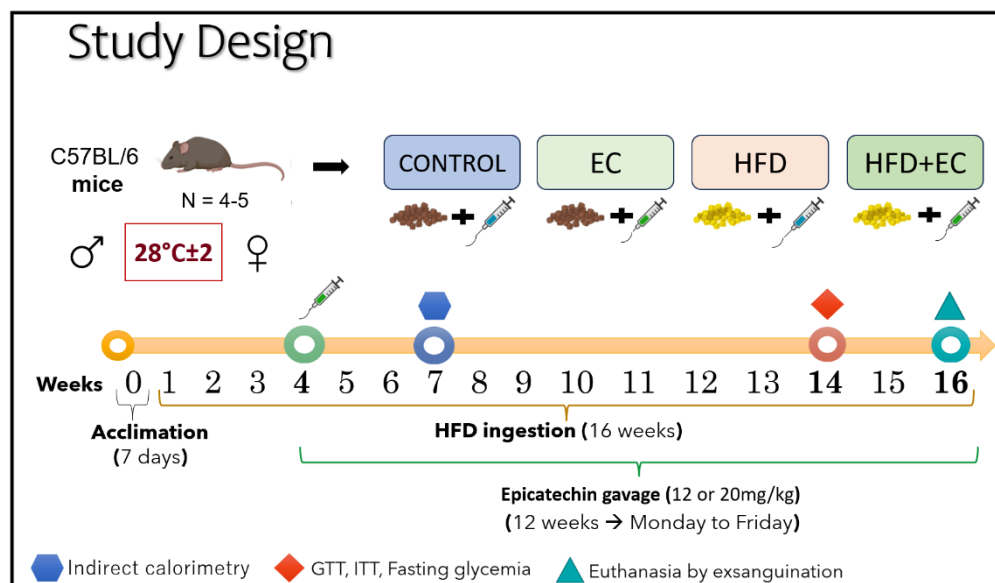 Study Design
C57BL/6
mice
N = 4-5
♂ 28°C±2 ♀
CONTROL EC HFD HFD+EC
Weeks 0 1 2 3 4 5 6 7 8 9 10 11 12 13 14 15 16
Acclimation
(7 days)
HFD ingestion (16 weeks)
Epicatechin gavage (12 or 20mg/kg)
(12 weeks → Monday to Friday)
Indirect calorimetry GTT, ITT, Fasting glycemia Euthanasia by exsanguination